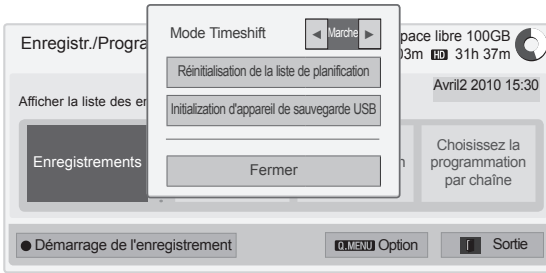 Enregistr./Progra
Mode Timeshift
◄ Marche ►
Réinitialisation de la liste de planification
Initialization d'appareil de sauvegarde USB
Fermer
pace libre 100GB
03m HD 31h 37m
Avril2 2010 15:30
Afficher la liste des en
Enregistrements
n
Choisissez la
programmation
par chaîne
● Démarrage de l'enregistrement
Q.MENU Option
Sortie